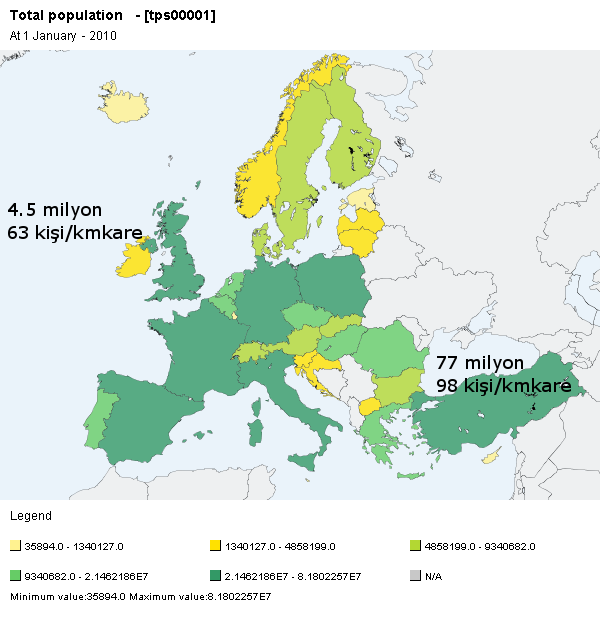 Total population - [tps00001]
At 1 January - 2010
4.5 milyon
63 kişi/kmkare
77 milyon
98 kişi/kmkare
Legend
35894.0 - 1340127.0
1340127.0 - 4858199.0
4858199.0 - 9340682.0
9340682.0 - 2.1462186E7
2.1462186E7 - 8.1802257E7
N/A
Minimum value:35894.0 Maximum value:8.1802257E7